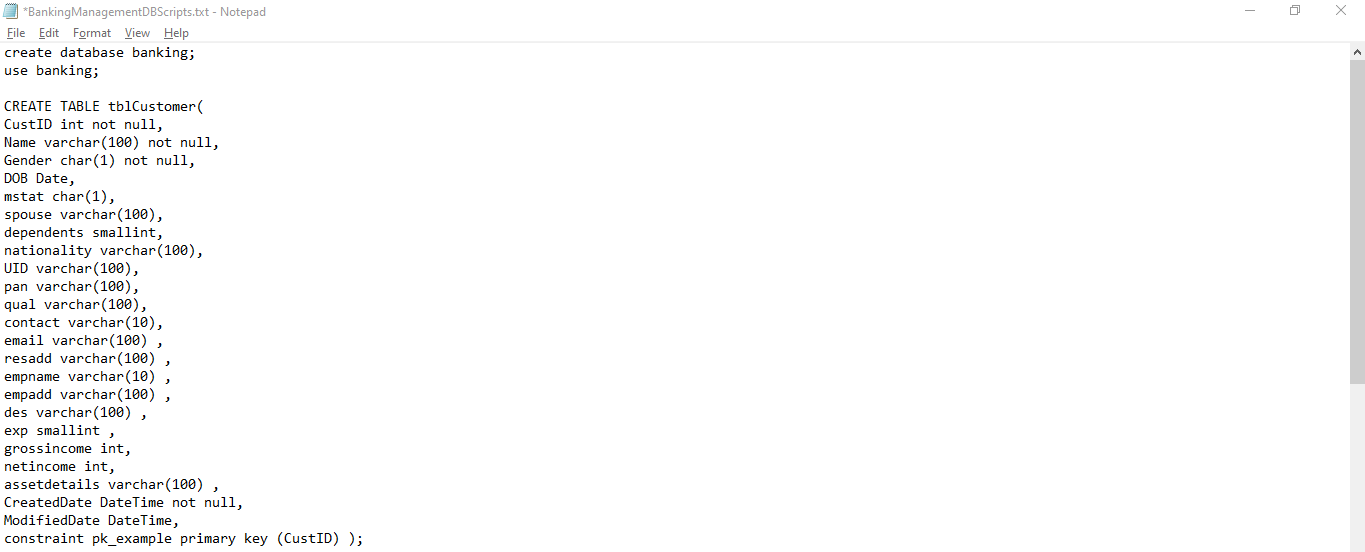 *BankingManagementDBScripts.txt - Notepad
File Edit Format View Help
create database banking;
use banking;
CREATE TABLE tblCustomer(
CustID int not null,
Name varchar(100) not null,
Gender char(1) not null,
DOB Date,
mstat char(1),
spouse varchar(100),
dependents smallint,
nationality varchar(100),
UID varchar(100),
pan varchar(100),
qual varchar(100),
contact varchar(10),
email varchar(100) ,
resadd varchar(100) ,
empname varchar(10) ,
empadd varchar(100) ,
des varchar(100) ,
exp smallint ,
grossincome int,
netincome int,
assetdetails varchar(100) ,
CreatedDate DateTime not null,
ModifiedDate DateTime,
constraint pk_example primary key (CustID) );